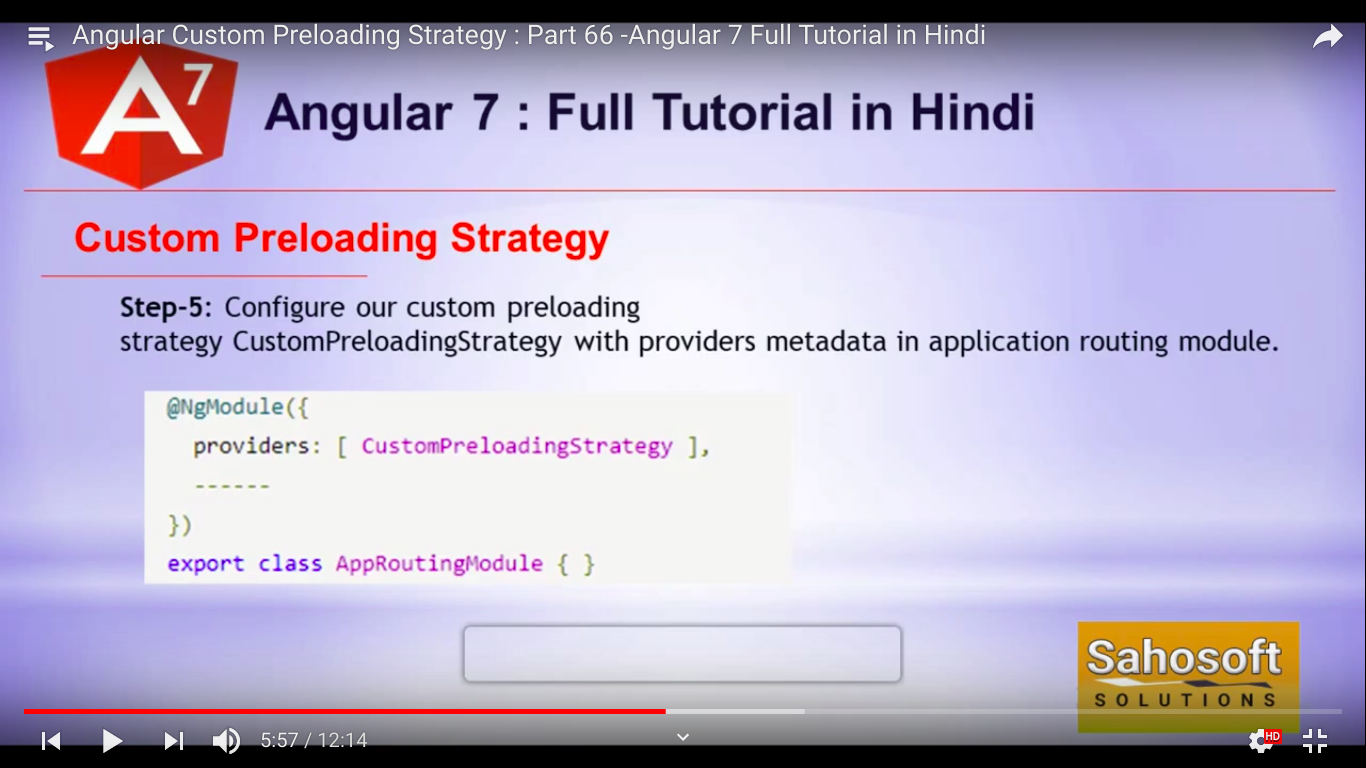 Angular Custom Preloading Strategy : Part 66 -Angular 7 Full Tutorial in Hindi
A7
Angular 7 : Full Tutorial in Hindi
Custom Preloading Strategy
Step-5: Configure our custom preloading
strategy CustomPreloadingStrategy with providers metadata in application routing module.
@NgModule({
  providers: [ CustomPreloadingStrategy ],
  ------
})
export class AppRoutingModule { }
Sahosoft
SOLUTIONS
5:57 / 12:14
HD